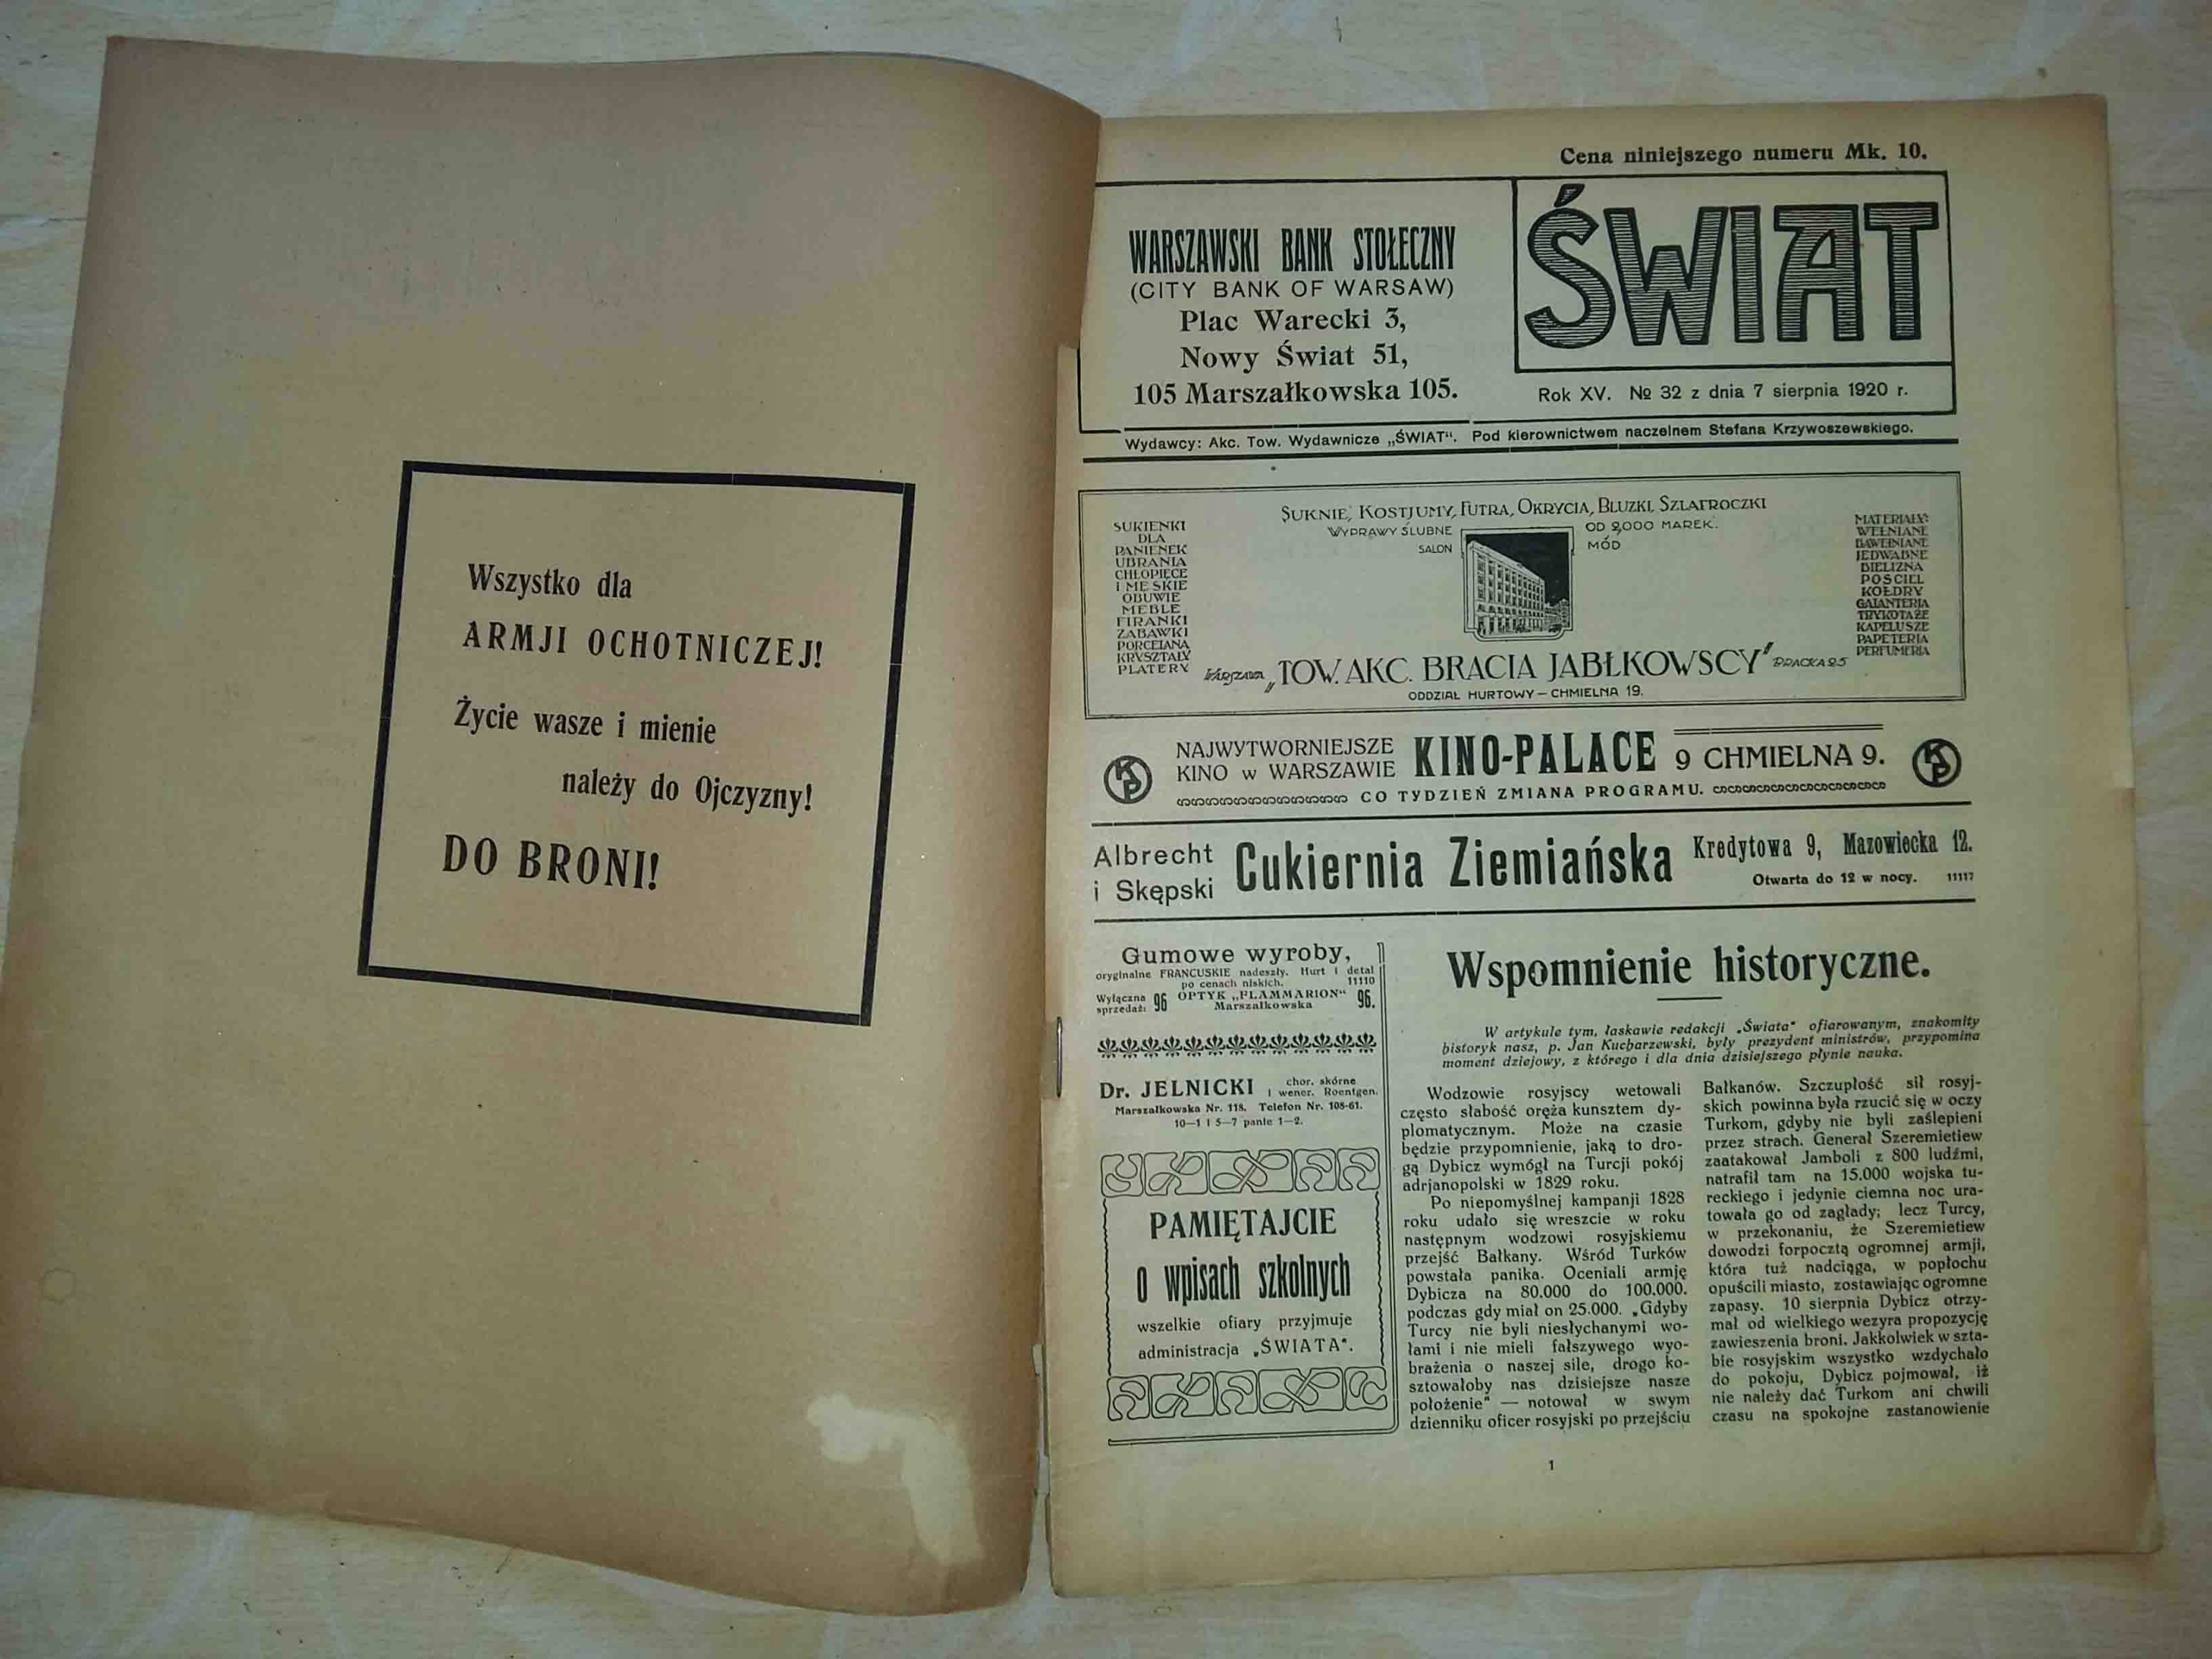 Wszystko dla
ARMJI OCHOTNICZEJ!
Życie wasze i mienie
należy do Ojczyzny!
DO BRONI!
Cena niniejszego numeru Mk. 10.
WARSZAWSKI BANK STOŁECZNY
(CITY BANK OF WARSAW)
Plac Warecki 3,
Nowy Świat 51,
105 Marszałkowska 105.
ŚWIAT
Rok XV. № 32 z dnia 7 sierpnia 1920 r.
Wydawcy: Akc. Tow. Wydawnicze „ŚWIAT“. Pod kierownictwem naczelnem Stefana Krzywoszewskiego.
SUKNIE, KOSTJUMY, FUTRA, OKRYCIA, BLUZKI, SZLAFROCZKI
WYPRAWY ŚLUBNE OD 2,000 MAREK.
SALON MÓD
SUKIENKI
DLA
PANIENEK
UBRANIA
CHŁOPIĘCE
I MĘSKIE
OBUWIE
MEBLE
FIRANKI
ZABAWKI
PORCELANA
KRYSZTAŁY
PLATERY
MATERIAŁY:
WEŁNIANE
BAWEŁNIANE
JEDWABNE
BIELIZNA
POŚCIEL
KOŁDRY
GALANTERIA
TRYKOTAŻE
KAPELUSZE
PAPETERIA
PERFUMERIA
WARSZAWA „TOW. AKC. BRACIA JABŁKOWSCY” BRACKA 25
ODDZIAŁ HURTOWY – CHMIELNA 19.
NAJWYTWORNIEJSZE
KINO w WARSZAWIE KINO-PALACE 9 CHMIELNA 9.
CO TYDZIEŃ ZMIANA PROGRAMU.
Albrecht
i Skępski Cukiernia Ziemiańska Kredytowa 9, Mazowiecka 12.
Otwarta do 12 w nocy. 11117
Gumowe wyroby,
oryginalne FRANCUSKIE nadeszły. Hurt i detal
po cenach niskich. 11110
Wyłączna sprzedaż: 96 OPTYK „FLAMMARION“ Marszałkowska 96.
Dr. JELNICKI chor. skórne
i wener. Roentgen.
Marszałkowska Nr. 118. Telefon Nr. 108-61.
10—1 i 5—7 panie 1—2.
PAMIĘTAJCIE
o wpisach szkolnych
wszelkie ofiary przyjmuje
administracja „ŚWIATA“.
Wspomnienie historyczne.
W artykule tym, łaskawie redakcji „Świata“ ofiarowanym, znakomity
historyk nasz, p. Jan Kucharzewski, były prezydent ministrów, przypomina
moment dziejowy, z którego i dla dnia dzisiejszego płynie nauka.
Wodzowie rosyjscy wetowali
często słabość oręża kunsztem dy-
plomatycznym. Może na czasie
będzie przypomnienie, jaką to dro-
gą Dybicz wymógł na Turcji pokój
adrjanopolski w 1829 roku.
Po niepomyślnej kampanji 1828
roku udało się wreszcie w roku
następnym wodzowi rosyjskiemu
przejść Bałkany. Wśród Turków
powstała panika. Oceniali armję
Dybicza na 80.000 do 100.000.
podczas gdy miał on 25.000. „Gdyby
Turcy nie byli niesłychanymi wo-
łami i nie mieli fałszywego wyo-
brażenia o naszej sile, drogo ko-
sztowałoby nas dzisiejsze nasze
położenie“ — notował w swym
dzienniku oficer rosyjski po przejściu
Bałkanów. Szczupłość sił rosyj-
skich powinna była rzucić się w oczy
Turkom, gdyby nie byli zaślepieni
przez strach. Generał Szeremietiew
zaatakował Jamboli z 800 ludźmi,
natrafił tam na 15.000 wojska tu-
reckiego i jedynie ciemna noc ura-
towała go od zagłady; lecz Turcy,
w przekonaniu, że Szeremietiew
dowodzi forpocztą ogromnej armji,
która tuż nadciąga, w popłochu
opuścili miasto, zostawiając ogromne
zapasy. 10 sierpnia Dybicz otrzy-
mał od wielkiego wezyra propozycję
zawieszenia broni. Jakkolwiek w szta-
bie rosyjskim wszystko wzdychało
do pokoju, Dybicz pojmował, iż
nie należy dać Turkom ani chwili
czasu na spokojne zastanowienie
1